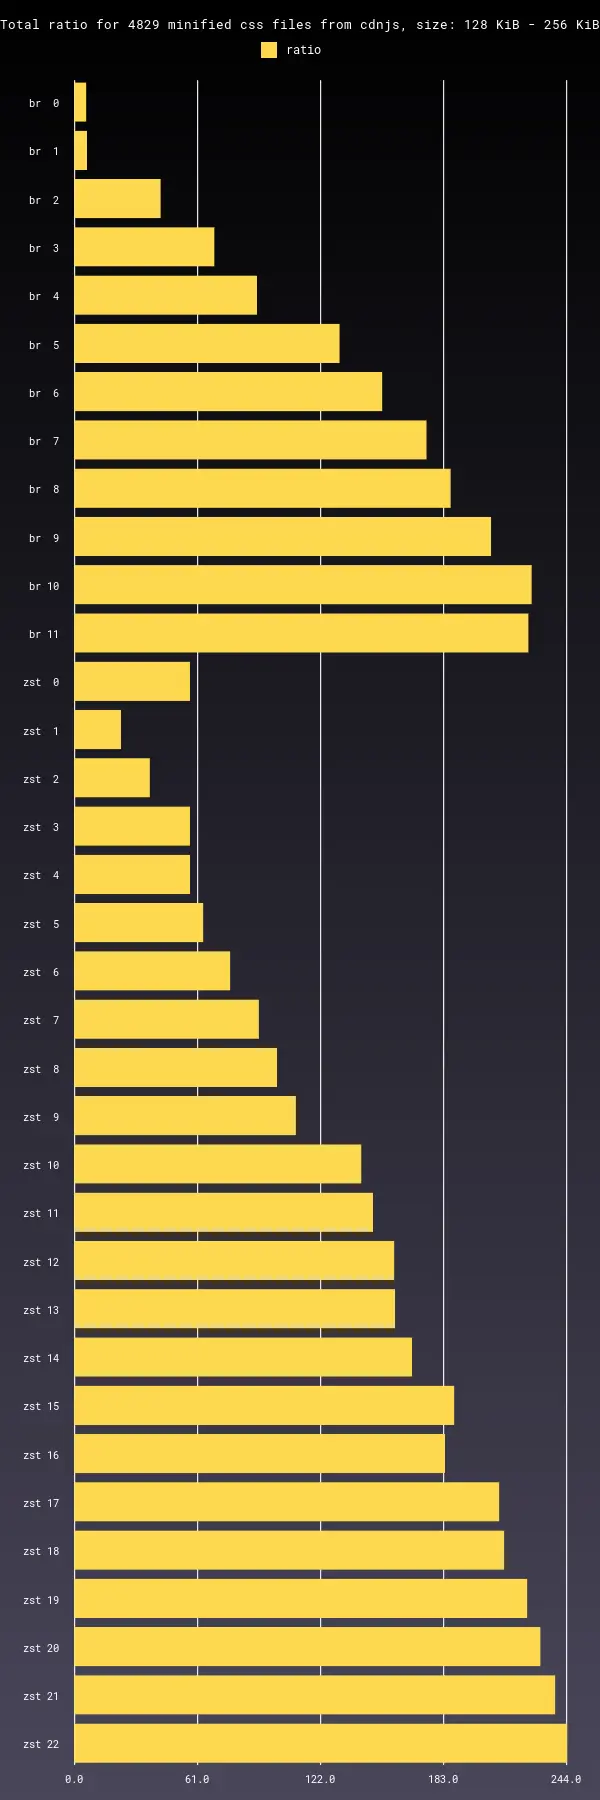 Total ratio for 4829 minified css files from cdnjs, size: 128 KiB - 256 KiB
ratio
br 0
br 1
br 2
br 3
br 4
br 5
br 6
br 7
br 8
br 9
br 10
br 11
zst 0
zst 1
zst 2
zst 3
zst 4
zst 5
zst 6
zst 7
zst 8
zst 9
zst 10
zst 11
zst 12
zst 13
zst 14
zst 15
zst 16
zst 17
zst 18
zst 19
zst 20
zst 21
zst 22
0.0 61.0 122.0 183.0 244.0